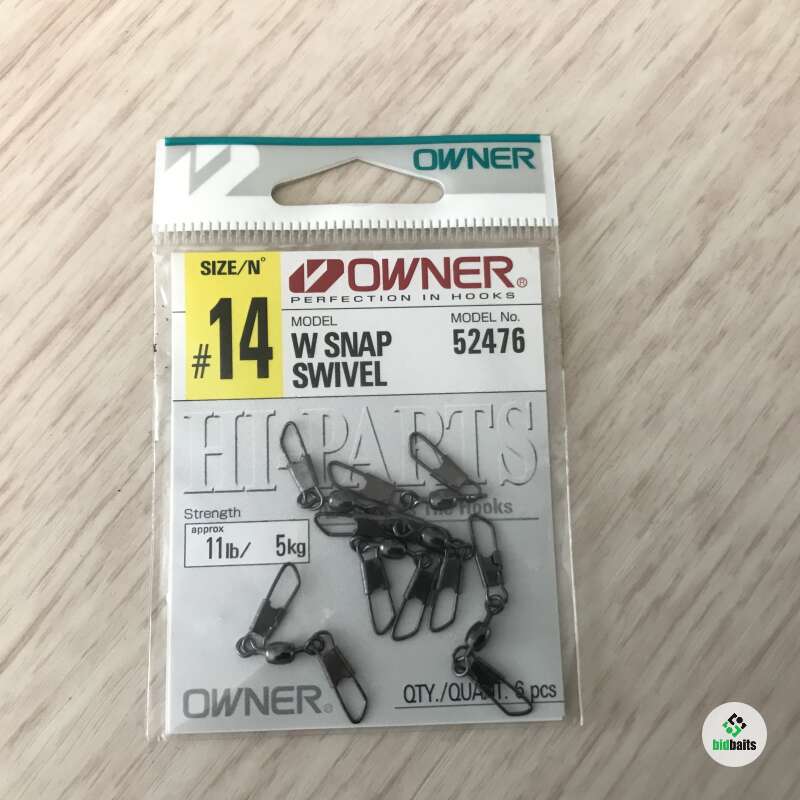 OWNER
SIZE/N°
#14
OWNER®
PERFECTION IN HOOKS
MODEL
W SNAP
SWIVEL
MODEL No.
52476
HI-PARTS
Hooks
Strength
approx
11lb/ 5kg
OWNER®
QTY./QUANT. 6 pcs
bidbaits